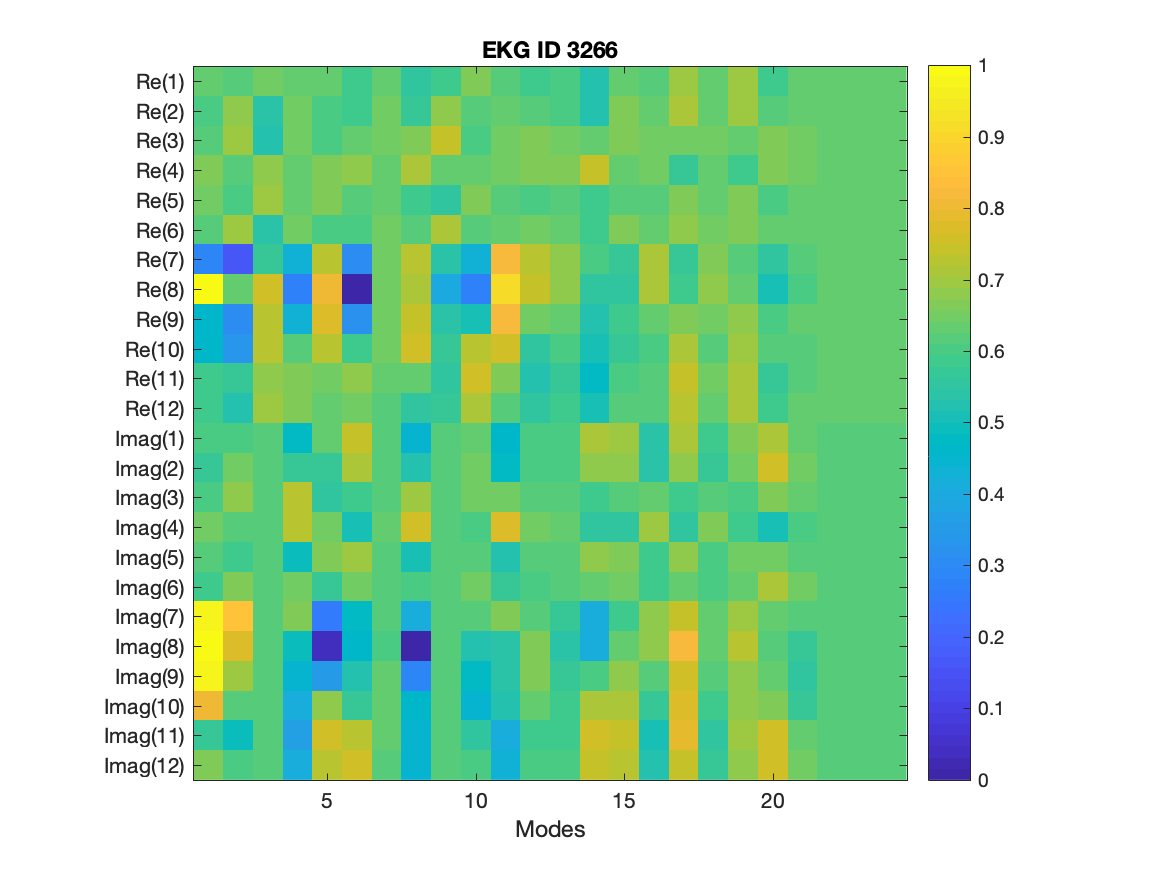 EKG ID 3266
Re(1)
Re(2)
Re(3)
Re(4)
Re(5)
Re(6)
Re(7)
Re(8)
Re(9)
Re(10)
Re(11)
Re(12)
Imag(1)
Imag(2)
Imag(3)
Imag(4)
Imag(5)
Imag(6)
Imag(7)
Imag(8)
Imag(9)
Imag(10)
Imag(11)
Imag(12)
5 10 15 20
Modes
1
0.9
0.8
0.7
0.6
0.5
0.4
0.3
0.2
0.1
0